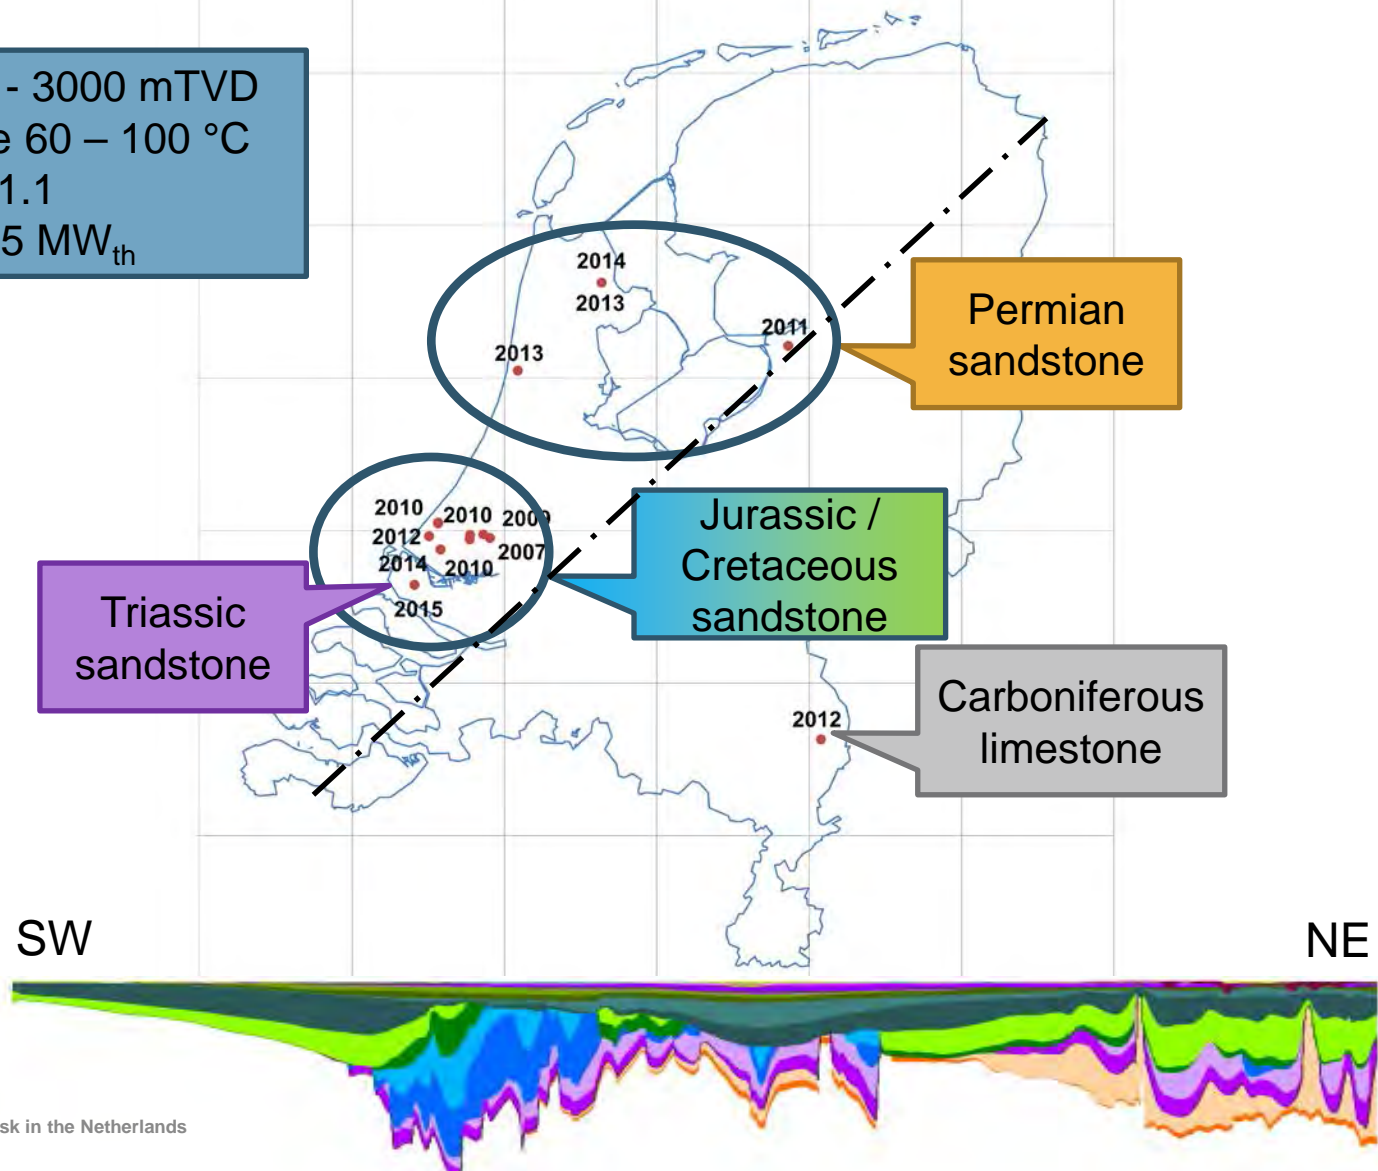 - 3000 mTVD
e 60 – 100 °C
1.1
5 MWth
2014
2013
2011
2013
Permian
sandstone
2010
2010
2009
2012
2007
2014
2010
2015
Jurassic /
Cretaceous
sandstone
Triassic
sandstone
2012
Carboniferous
limestone
SW
NE
sk in the Netherlands